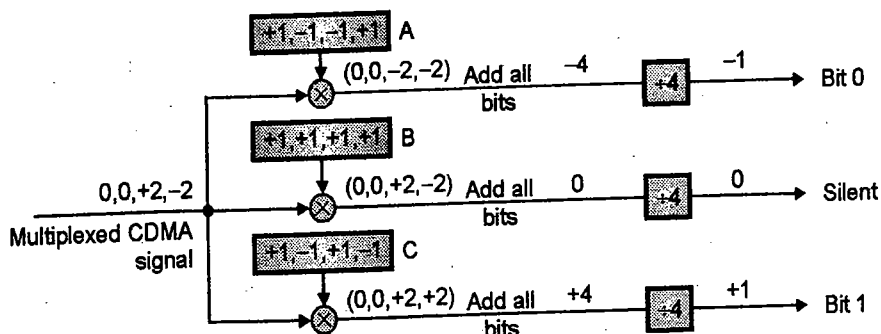 +1,–1,–1,+1 A
(0,0,–2,–2) Add all bits –4 ÷4 –1 Bit 0
+1,+1,+1,+1 B
0,0,+2,–2
Multiplexed CDMA signal
(0,0,+2,–2) Add all bits 0 ÷4 0 Silent
+1,–1,+1,–1 C
(0,0,+2,+2) Add all bits +4 ÷4 +1 Bit 1